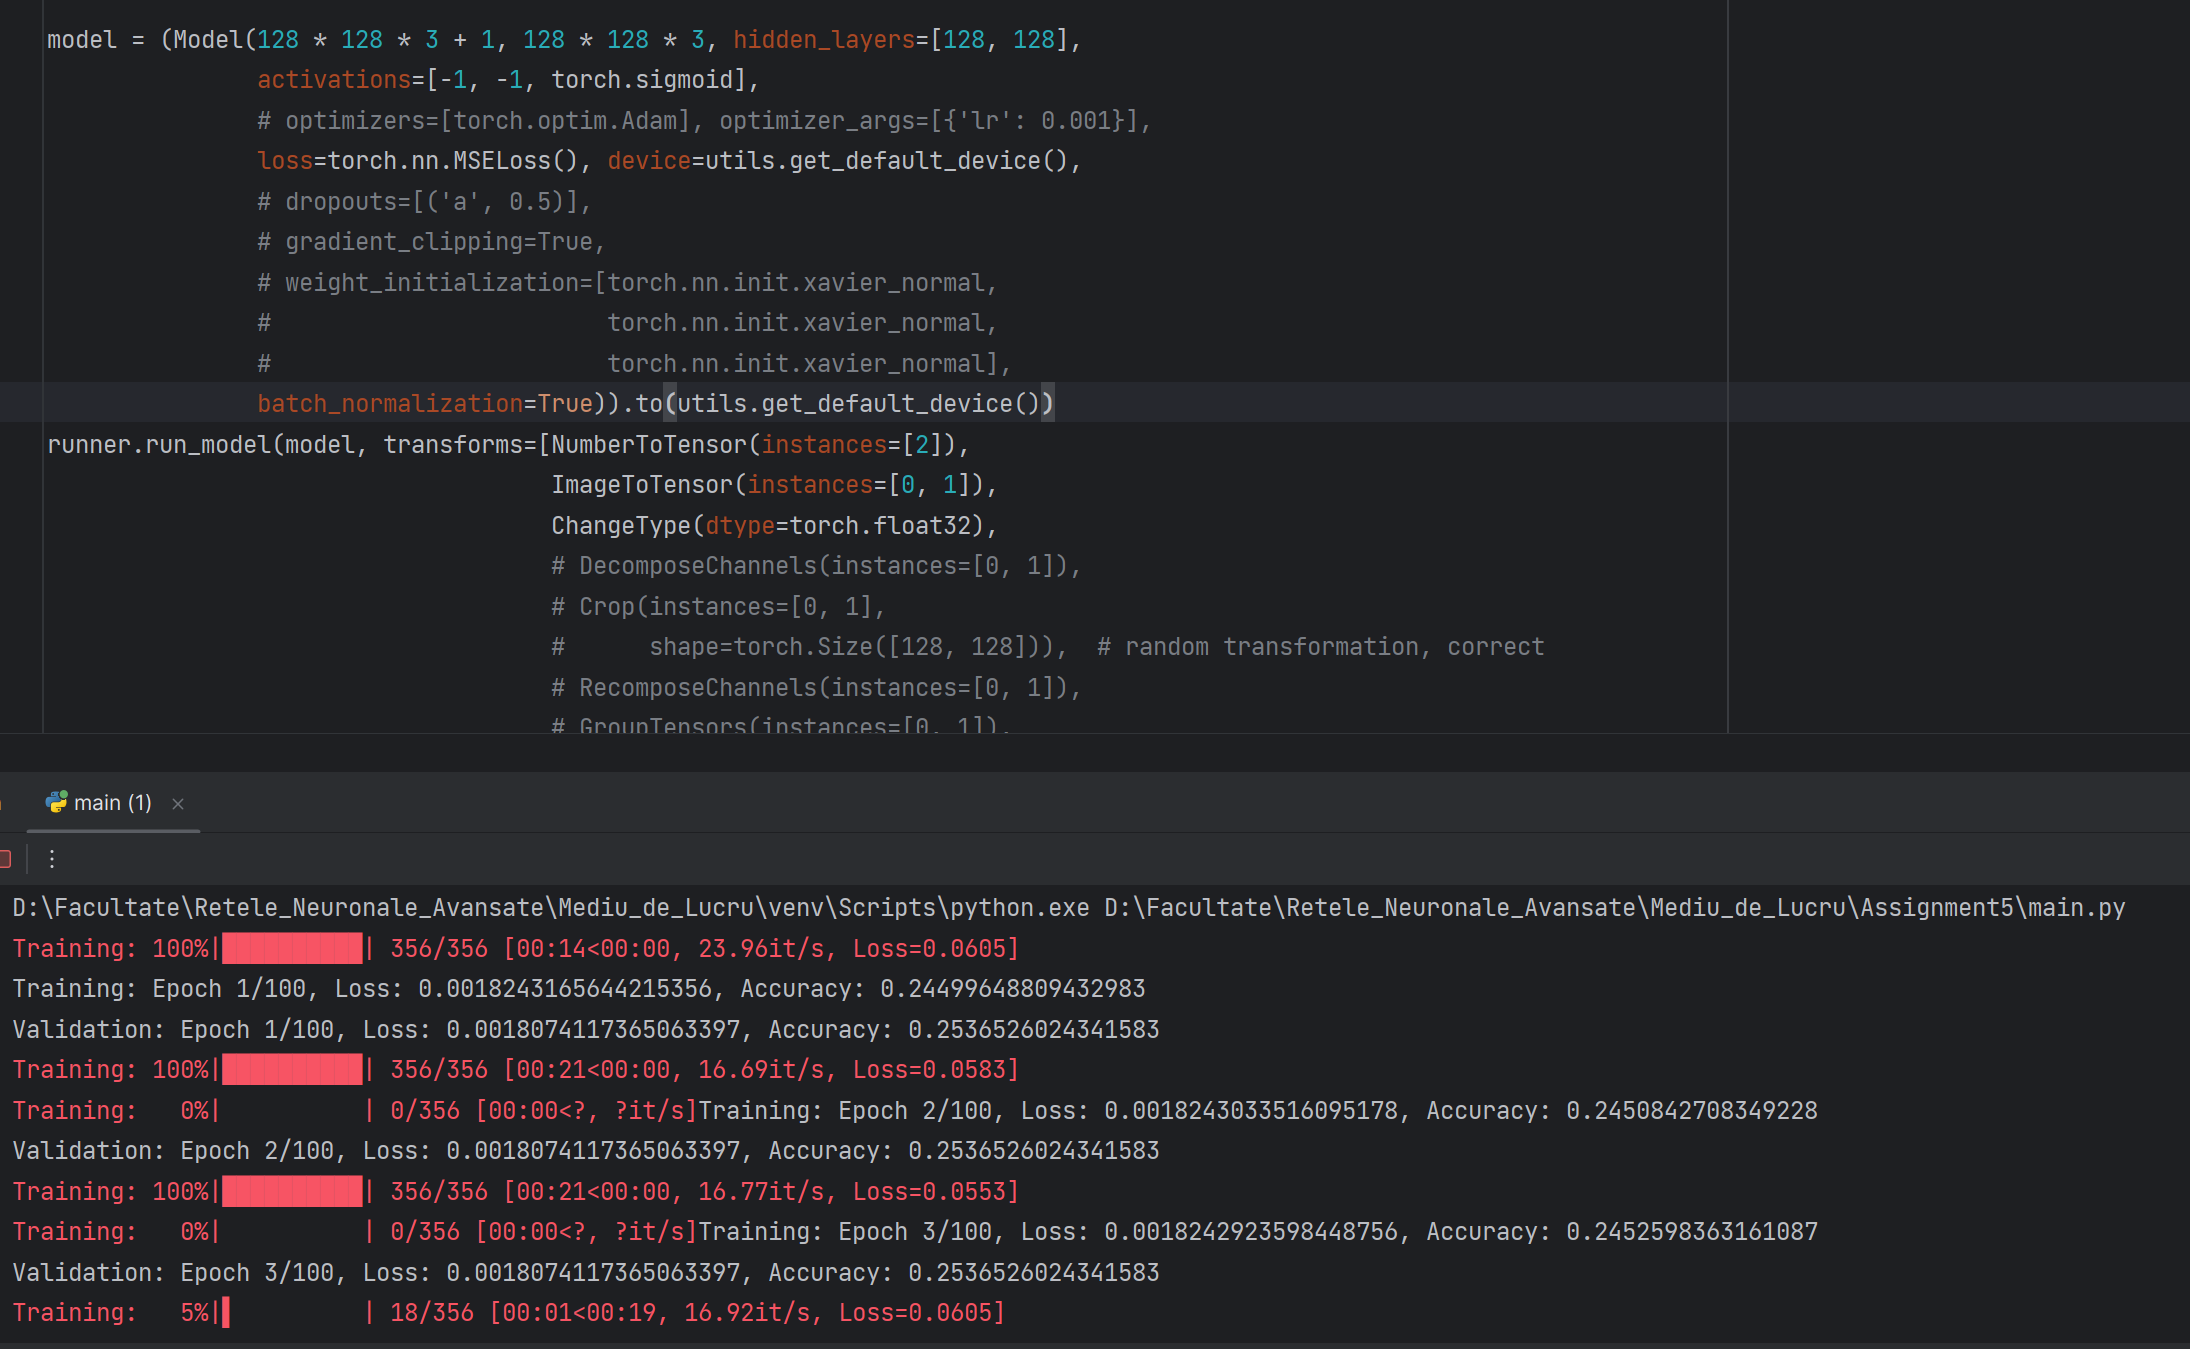 model = (Model(128 * 128 * 3 + 1, 128 * 128 * 3, hidden_layers=[128, 128],
activations=[-1, -1, torch.sigmoid],
# optimizers=[torch.optim.Adam], optimizer_args=[{'lr': 0.001}],
loss=torch.nn.MSELoss(), device=utils.get_default_device(),
# dropouts=[('a', 0.5)],
# gradient_clipping=True,
# weight_initialization=[torch.nn.init.xavier_normal,
# torch.nn.init.xavier_normal,
# torch.nn.init.xavier_normal],
batch_normalization=True)).to(utils.get_default_device())
runner.run_model(model, transforms=[NumberToTensor(instances=[2]),
ImageToTensor(instances=[0, 1]),
ChangeType(dtype=torch.float32),
# DecomposeChannels(instances=[0, 1]),
# Crop(instances=[0, 1],
# shape=torch.Size([128, 128])), # random transformation, correct
# RecomposeChannels(instances=[0, 1]),
# GroupTensors(instances=[0, 1]),
main (1)
D:\Facultate\Retele_Neuronale_Avansate\Mediu_de_Lucru\venv\Scripts\python.exe D:\Facultate\Retele_Neuronale_Avansate\Mediu_de_Lucru\Assignment5\main.py
Training: 100%|██████████| 356/356 [00:14<00:00, 23.96it/s, Loss=0.0605]
Training: Epoch 1/100, Loss: 0.0018243165644215356, Accuracy: 0.24499648809432983
Validation: Epoch 1/100, Loss: 0.0018074117365063397, Accuracy: 0.2536526024341583
Training: 100%|██████████| 356/356 [00:21<00:00, 16.69it/s, Loss=0.0583]
Training:   0%|          | 0/356 [00:00<?, ?it/s]Training: Epoch 2/100, Loss: 0.0018243033516095178, Accuracy: 0.2450842708349228
Validation: Epoch 2/100, Loss: 0.0018074117365063397, Accuracy: 0.2536526024341583
Training: 100%|██████████| 356/356 [00:21<00:00, 16.77it/s, Loss=0.0553]
Training:   0%|          | 0/356 [00:00<?, ?it/s]Training: Epoch 3/100, Loss: 0.0018242923598448756, Accuracy: 0.2452598363161087
Validation: Epoch 3/100, Loss: 0.0018074117365063397, Accuracy: 0.2536526024341583
Training:   5%|▌         | 18/356 [00:01<00:19, 16.92it/s, Loss=0.0605]